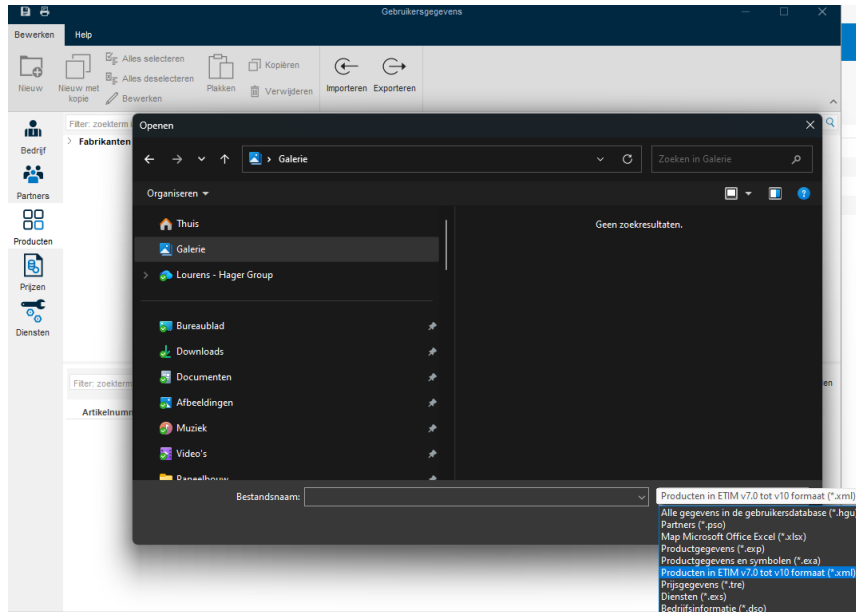 Gebruikersgegevens
Bewerken Help
Nieuw
Nieuw met kopie
Alles selecteren
Alles deselecteren
Bewerken
Plakken
Kopiëren
Verwijderen
Importeren Exporteren
Bedrijf
Partners
Producten
Prijzen
Diensten
Filter: zoekterm
Fabrikanten
Filter: zoekterm
Artikelnumm
en
Openen
Galerie
Zoeken in Galerie
Organiseren
Thuis
Galerie
Lourens - Hager Group
Bureaublad
Downloads
Documenten
Afbeeldingen
Muziek
Video's
Paneelbouw
Geen zoekresultaten.
Bestandsnaam:
Producten in ETIM v7.0 tot v10 formaat (*.xml)
Alle gegevens in de gebruikersdatabase (*.hgu)
Partners (*.pso)
Map Microsoft Office Excel (*.xlsx)
Productgegevens (*.exp)
Productgegevens en symbolen (*.exa)
Producten in ETIM v7.0 tot v10 formaat (*.xml)
Prijsgegevens (*.tre)
Diensten (*.exs)
Bedrijfsinformatie (*.dso)